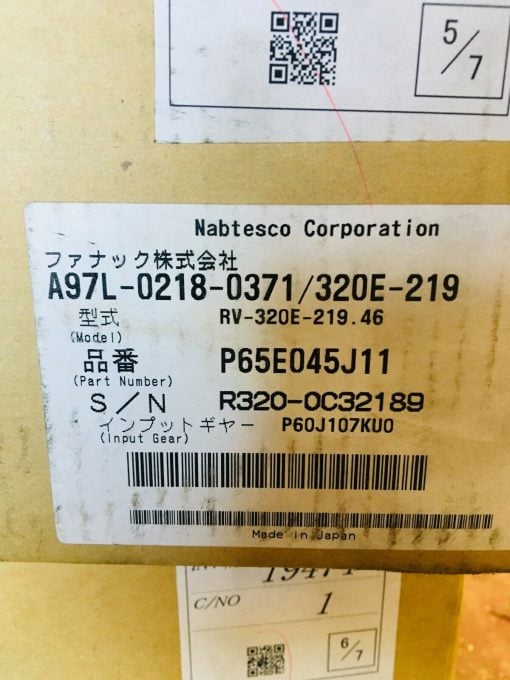 5/7
Nabtesco Corporation
ファナック株式会社
A97L-0218-0371/320E-219
型式 RV-320E-219.46
(Model)
品番 P65E045J11
(Part Number)
S/N R320-0C32189
インプットギヤー P60J107KU0
(Input Gear)
Made in Japan
C/NO 1
6/7